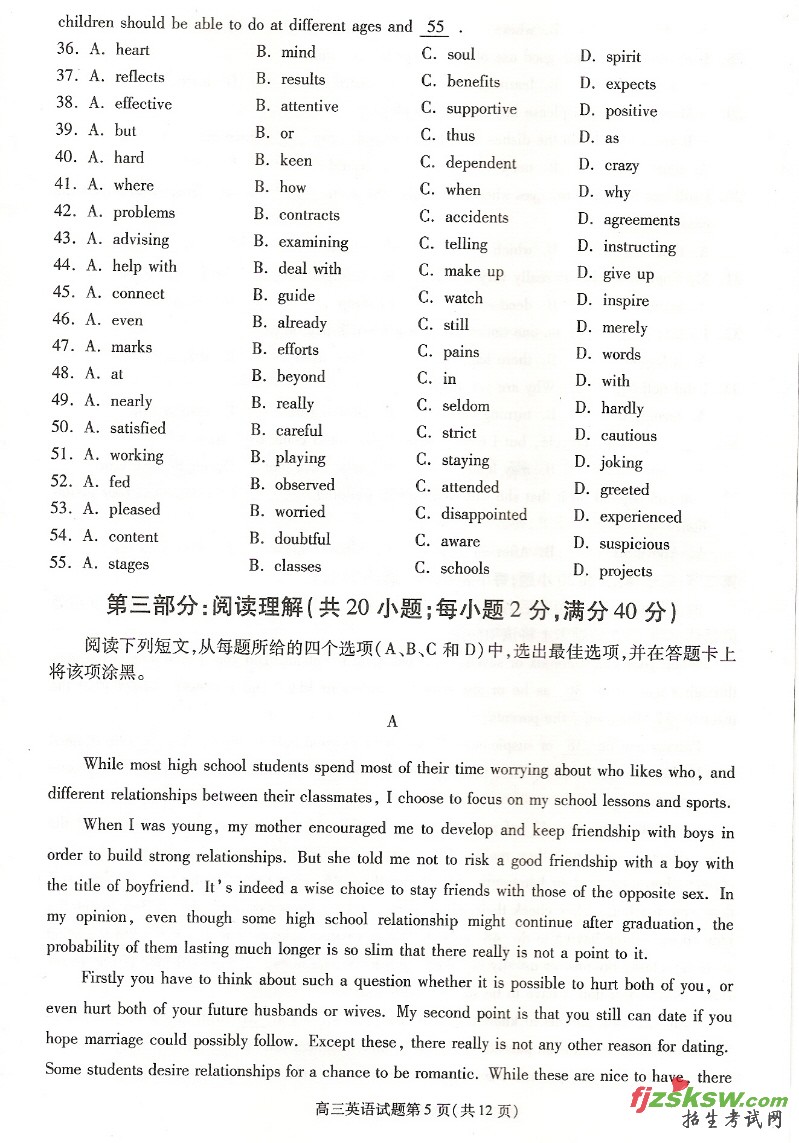 children should be able to do at different ages and 55 .
36. A. heart B. mind C. soul D. spirit
37. A. reflects B. results C. benefits D. expects
38. A. effective B. attentive C. supportive D. positive
39. A. but B. or C. thus D. as
40. A. hard B. keen C. dependent D. crazy
41. A. where B. how C. when D. why
42. A. problems B. contracts C. accidents D. agreements
43. A. advising B. examining C. telling D. instructing
44. A. help with B. deal with C. make up D. give up
45. A. connect B. guide C. watch D. inspire
46. A. even B. already C. still D. merely
47. A. marks B. efforts C. pains D. words
48. A. at B. beyond C. in D. with
49. A. nearly B. really C. seldom D. hardly
50. A. satisfied B. careful C. strict D. cautious
51. A. working B. playing C. staying D. joking
52. A. fed B. observed C. attended D. greeted
53. A. pleased B. worried C. disappointed D. experienced
54. A. content B. doubtful C. aware D. suspicious
55. A. stages B. classes C. schools D. projects
第三部分:阅读理解(共20小题;每小题2分,满分40分)
阅读下列短文,从每题所给的四个选项(A、B、C和D)中,选出最佳选项,并在答题卡上
将该项涂黑。
A
While most high school students spend most of their time worrying about who likes who, and
different relationships between their classmates, I choose to focus on my school lessons and sports.
When I was young, my mother encouraged me to develop and keep friendship with boys in
order to build strong relationships. But she told me not to risk a good friendship with a boy with
the title of boyfriend. It's indeed a wise choice to stay friends with those of the opposite sex. In
my opinion, even though some high school relationship might continue after graduation, the
probability of them lasting much longer is so slim that there really is not a point to it.
Firstly you have to think about such a question whether it is possible to hurt both of you, or
even hurt both of your future husbands or wives. My second point is that you still can date if you
hope marriage could possibly follow. Except these, there really is not any other reason for dating.
Some students desire relationships for a chance to be romantic. While these are nice to have, there
高三英语试题第5页(共12页)
fjzsksw.com
招生考试网